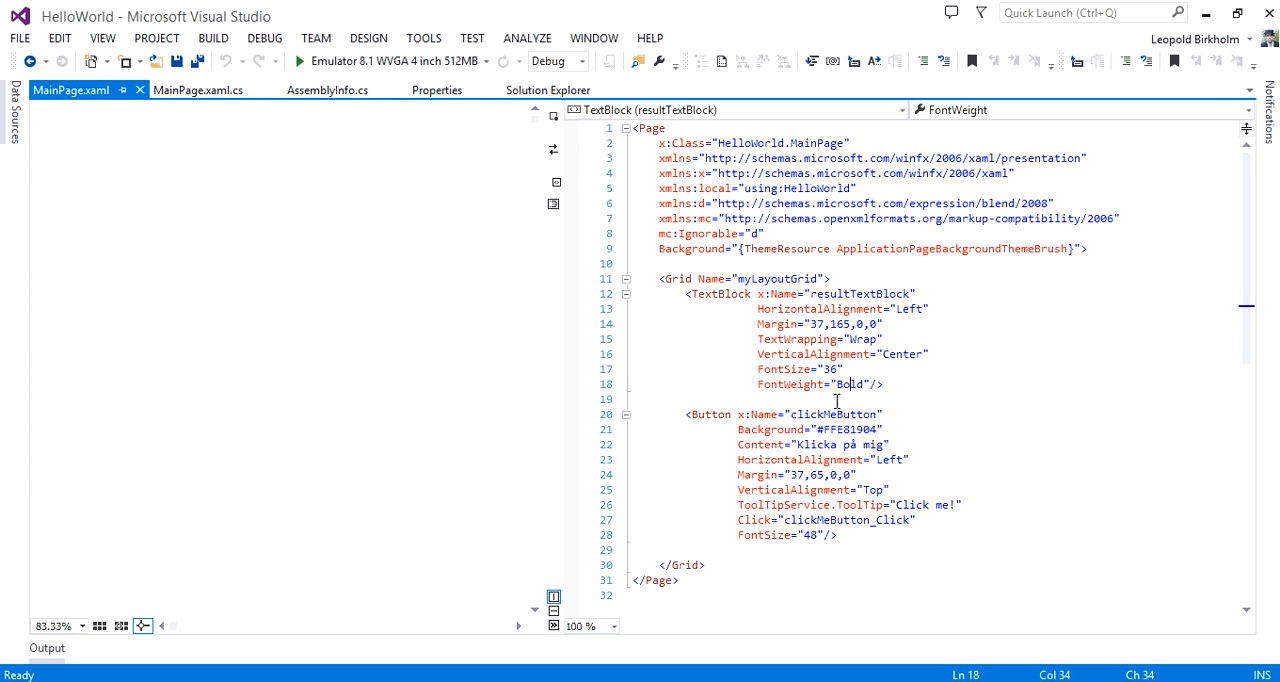 HelloWorld - Microsoft Visual Studio
Quick Launch (Ctrl+Q)
FILE EDIT VIEW PROJECT BUILD DEBUG TEAM DESIGN TOOLS TEST ANALYZE WINDOW HELP
Leopold Birkholm
Emulator 8.1 WVGA 4 inch 512MB
Debug
MainPage.xaml MainPage.xaml.cs AssemblyInfo.cs Properties Solution Explorer
Data Sources
Notifications
TextBlock (resultTextBlock) FontWeight
1 <Page
2 x:Class="HelloWorld.MainPage"
3 xmlns="http://schemas.microsoft.com/winfx/2006/xaml/presentation"
4 xmlns:x="http://schemas.microsoft.com/winfx/2006/xaml"
5 xmlns:local="using:HelloWorld"
6 xmlns:d="http://schemas.microsoft.com/expression/blend/2008"
7 xmlns:mc="http://schemas.openxmlformats.org/markup-compatibility/2006"
8 mc:Ignorable="d"
9 Background="{ThemeResource ApplicationPageBackgroundThemeBrush}">
10
11 <Grid Name="myLayoutGrid">
12 <TextBlock x:Name="resultTextBlock"
13 HorizontalAlignment="Left"
14 Margin="37,165,0,0"
15 TextWrapping="Wrap"
16 VerticalAlignment="Center"
17 FontSize="36"
18 FontWeight="Bold"/>
19
20 <Button x:Name="clickMeButton"
21 Background="#FFE81904"
22 Content="Klicka på mig"
23 HorizontalAlignment="Left"
24 Margin="37,65,0,0"
25 VerticalAlignment="Top"
26 ToolTipService.ToolTip="Click me!"
27 Click="clickMeButton_Click"
28 FontSize="48"/>
29
30 </Grid>
31 </Page>
32
83.33%
100 %
Output
Ready Ln 18 Col 34 Ch 34 INS